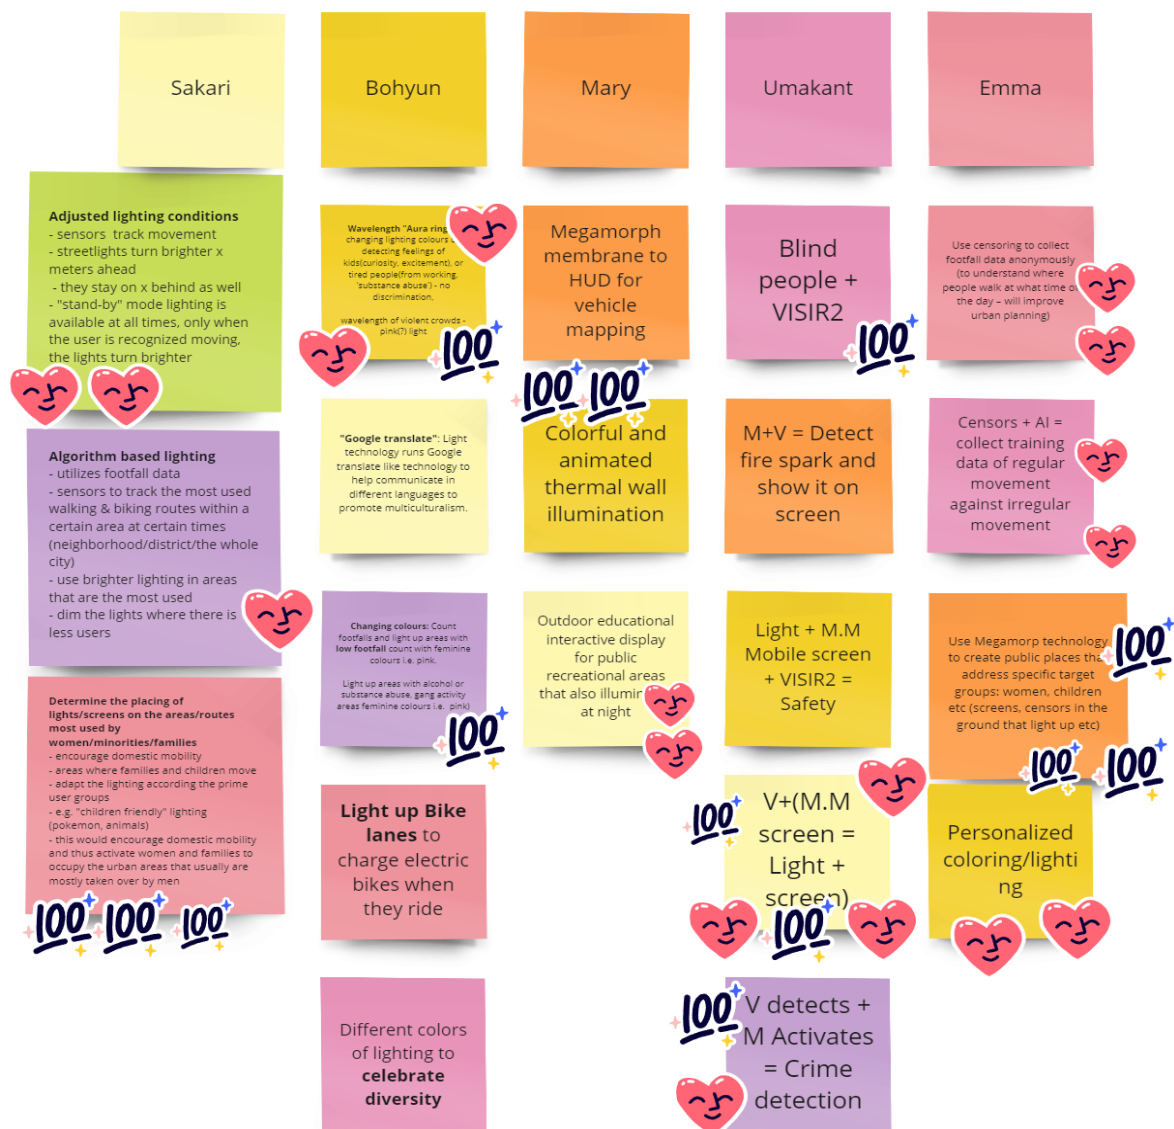 Sakari
Bohyun
Mary
Umakant
Emma
Adjusted lighting conditions
- sensors track movement
- streetlights turn brighter x
meters ahead
- they stay on x behind as well
- "stand-by" mode lighting is
available at all times, only when
the user is recognized moving,
the lights turn brighter
Algorithm based lighting
- utilizes footfall data
- sensors to track the most used
walking & biking routes within a
certain area at certain times
(neighborhood/district/the whole
city)
- use brighter lighting in areas
that are the most used
- dim the lights where there is
less users
Determine the placing of
lights/screens on the areas/routes
most used by
women/minorities/families
- encourage domestic mobility
- areas where families and children move
- adapt the lighting according the prime
user groups
- e.g. "children friendly" lighting
(pokemon, animals)
- this would encourage domestic mobility
and thus activate women and families to
occupy the urban areas that usually are
mostly taken over by men
100
100
100
Wavelength "Aura ring
changing lighting colours
detecting feelings of
kids(curiosity, excitement), or
tired people(from working,
'substance abuse') - no
discrimination.
wavelength of violent crowds -
pink(?) light
100
"Google translate": Light
technology runs Google
translate like technology to
help communicate in
different languages to
promote multiculturalism.
Changing colours: Count
footfalls and light up areas with
low footfall count with feminine
colours i.e. pink.
Light up areas with alcohol or
substance abuse, gang activity
areas feminine colours i.e. pink)
100
Light up Bike
lanes to
charge electric
bikes when
they ride
Different colors
of lighting to
celebrate
diversity
Megamorph
membrane to
HUD for
vehicle
mapping
100
100
Colorful and
animated
thermal wall
illumination
Outdoor educational
interactive display
for public
recreational areas
that also illumin
at night
Blind
people +
VISIR2
100
M+V = Detect
fire spark and
show it on
screen
Light + M.M
Mobile screen
+ VISIR2 =
Safety
V+(M.M
screen =
Light +
screen)
100
100
V detects +
M Activates
= Crime
detection
100
Use censoring to collect
footfall data anonymously
(to understand where
people walk at what time o
the day – will improve
urban planning)
Censors + AI =
collect training
data of regular
movement
against irregular
movement
Use Megamorp technology
to create public places tha
address specific target
groups: women, children
etc (screens, censors in the
ground that light up etc)
100
100
100
Personalized
coloring/lighti
ng